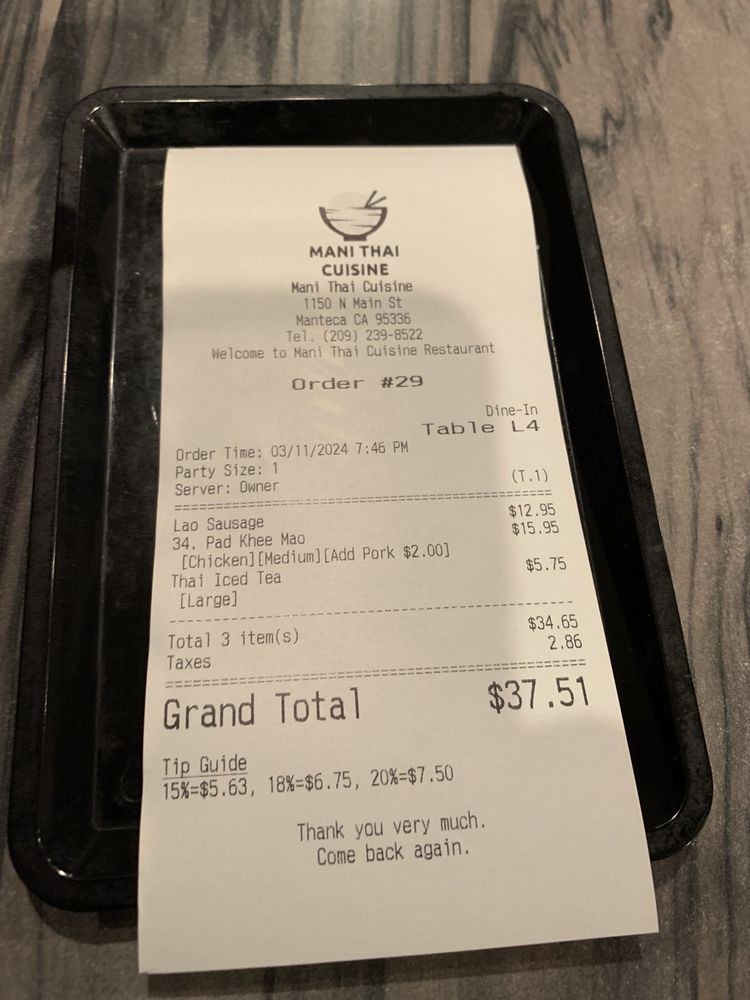 MANI THAI
CUISINE
Mani Thai Cuisine
1150 N Main St
Manteca CA 95336
Tel. (209) 239-8522
Welcome to Mani Thai Cuisine Restaurant
Order #29
Dine-In
Table L4
Order Time: 03/11/2024 7:46 PM
Party Size: 1
Server: Owner (T.1)
==================================================
Lao Sausage $12.95
34. Pad Khee Mao $15.95
[Chicken][Medium][Add Pork $2.00]
Thai Iced Tea $5.75
[Large]
--------------------------------------------------
Total 3 item(s) $34.65
Taxes 2.86
==================================================
Grand Total $37.51
Tip Guide
15%=$5.63, 18%=$6.75, 20%=$7.50
Thank you very much.
Come back again.